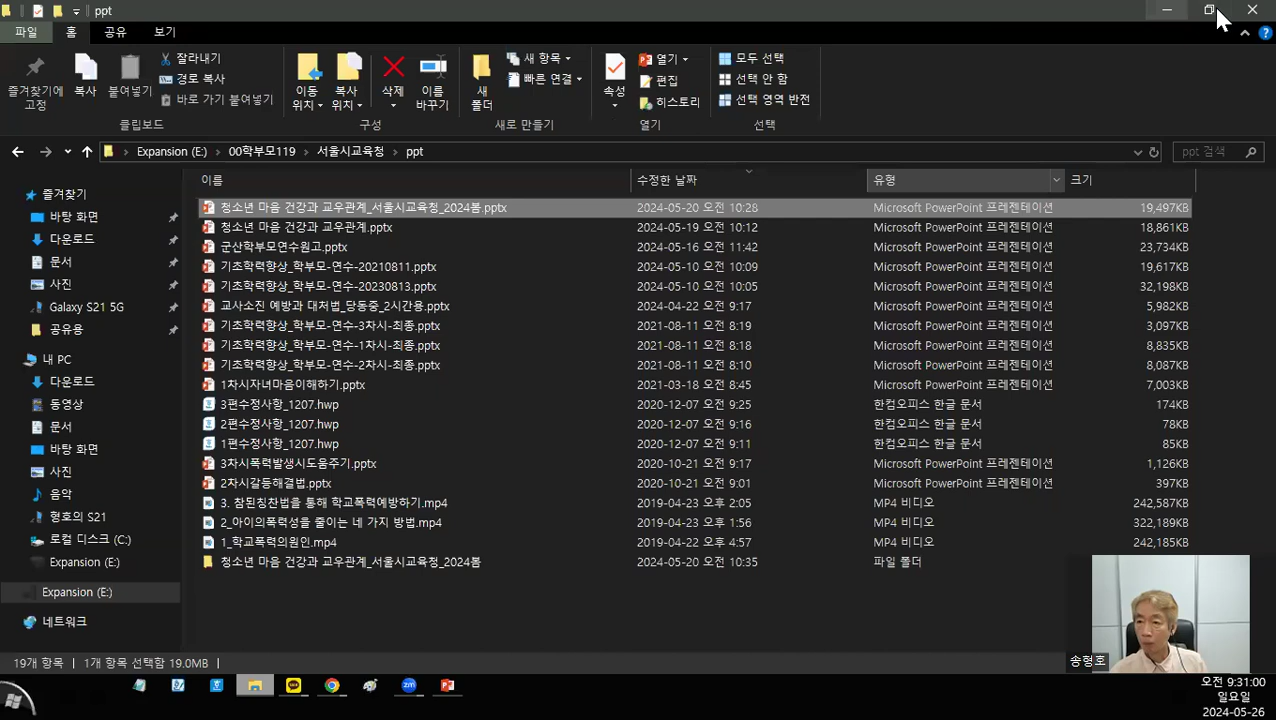 ppt
파일 홈 공유 보기
즐겨찾기에 고정
복사
붙여넣기
잘라내기
경로 복사
바로 가기 붙여넣기
클립보드
이동 위치
복사 위치
삭제
이름 바꾸기
구성
새 폴더
새 항목
빠른 연결
새로 만들기
속성
열기
편집
히스토리
열기
모두 선택
선택 안 함
선택 영역 반전
선택
Expansion (E:) 00학부모119 서울시교육청 ppt
ppt 검색
즐겨찾기
바탕 화면
다운로드
문서
사진
Galaxy S21 5G
공유용
내 PC
다운로드
동영상
문서
바탕 화면
사진
음악
형호의 S21
로컬 디스크 (C:)
Expansion (E:)
Expansion (E:)
네트워크
이름 수정한 날짜 유형 크기
청소년 마음 건강과 교우관계_서울시교육청_2024봄.pptx 2024-05-20 오전 10:28 Microsoft PowerPoint 프레젠테이션 19,497KB
청소년 마음 건강과 교우관계.pptx 2024-05-19 오전 10:12 Microsoft PowerPoint 프레젠테이션 18,861KB
군산학부모연수원고.pptx 2024-05-16 오전 11:42 Microsoft PowerPoint 프레젠테이션 23,734KB
기초학력향상_학부모-연수-20210811.pptx 2024-05-10 오전 10:09 Microsoft PowerPoint 프레젠테이션 19,617KB
기초학력향상_학부모-연수-20230813.pptx 2024-05-10 오전 10:05 Microsoft PowerPoint 프레젠테이션 32,198KB
교사소진 예방과 대처법_당동중_2시간용.pptx 2024-04-22 오전 9:17 Microsoft PowerPoint 프레젠테이션 5,982KB
기초학력향상_학부모-연수-3차시-최종.pptx 2021-08-11 오전 8:19 Microsoft PowerPoint 프레젠테이션 3,097KB
기초학력향상_학부모-연수-1차시-최종.pptx 2021-08-11 오전 8:18 Microsoft PowerPoint 프레젠테이션 8,835KB
기초학력향상_학부모-연수-2차시-최종.pptx 2021-08-11 오전 8:10 Microsoft PowerPoint 프레젠테이션 8,087KB
1차시자녀마음이해하기.pptx 2021-03-18 오전 8:45 Microsoft PowerPoint 프레젠테이션 7,003KB
3편수정사항_1207.hwp 2020-12-07 오전 9:25 한컴오피스 한글 문서 174KB
2편수정사항_1207.hwp 2020-12-07 오전 9:16 한컴오피스 한글 문서 78KB
1편수정사항_1207.hwp 2020-12-07 오전 9:11 한컴오피스 한글 문서 85KB
3차시폭력발생시도움주기.pptx 2020-10-21 오전 9:17 Microsoft PowerPoint 프레젠테이션 1,126KB
2차시갈등해결법.pptx 2020-10-21 오전 9:01 Microsoft PowerPoint 프레젠테이션 397KB
3. 참된칭찬법을 통해 학교폭력예방하기.mp4 2019-04-23 오후 2:05 MP4 비디오 242,587KB
2_아이의폭력성을 줄이는 네 가지 방법.mp4 2019-04-23 오후 1:56 MP4 비디오 322,189KB
1_학교폭력의원인.mp4 2019-04-22 오후 4:57 MP4 비디오 242,185KB
청소년 마음 건강과 교우관계_서울시교육청_2024봄 2024-05-20 오전 10:35 파일 폴더
송형호
19개 항목 1개 항목 선택함 19.0MB
오전 9:31:00
일요일
2024-05-26